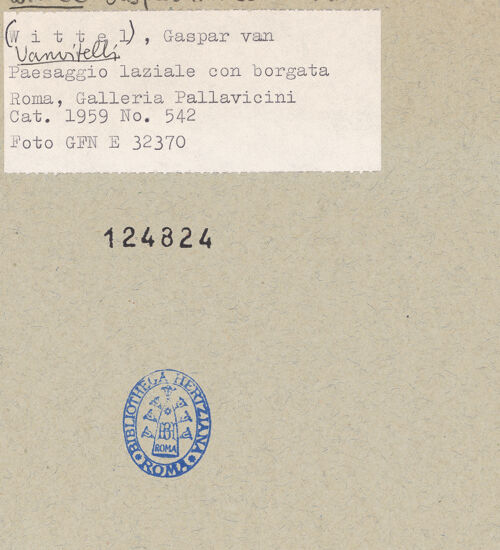 (W i t t e l), Gaspar van
Vanvitelli
Paesaggio laziale con borgata
Roma, Galleria Pallavicini
Cat. 1959 No. 542
Foto GFN E 32370
124824
BIBLIOTHECA HERTZIANA
ROMA
ROMA